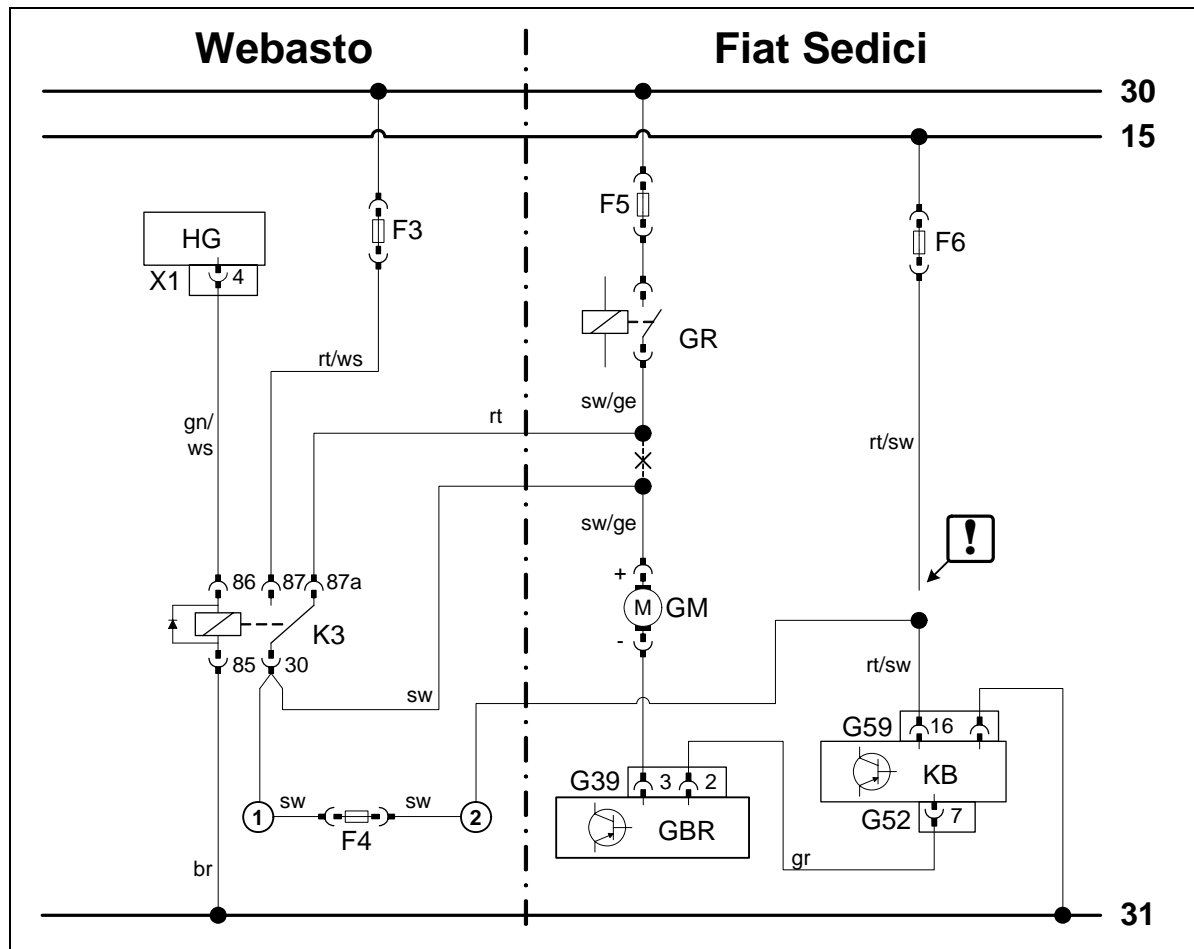 Webasto
Fiat Sedici
30
15
F5
F3
F6
HG
X1
4
GR
rt/ws
sw/ge
rt
gn/
ws
rt/sw
sw/ge
!
86
87
87a
+
M
GM
K3
-
85
30
rt/sw
sw
G59
16
G39
3
2
KB
1
sw
sw
2
F4
GBR
G52
7
gr
br
31